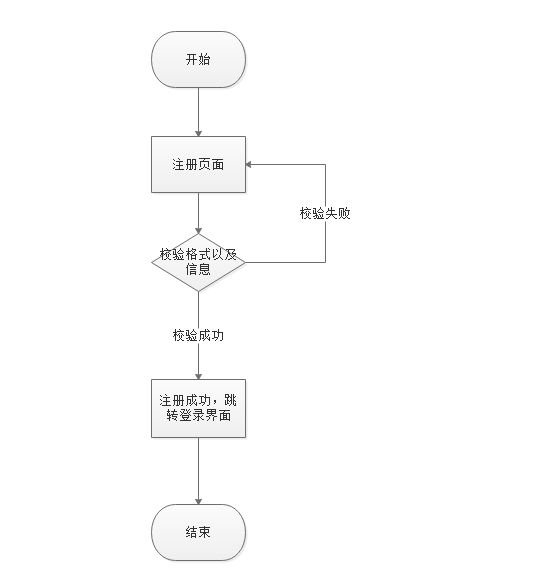 开始
注册页面
校验失败
校验格式以及
信息
校验成功
注册成功，跳
转登录界面
结束